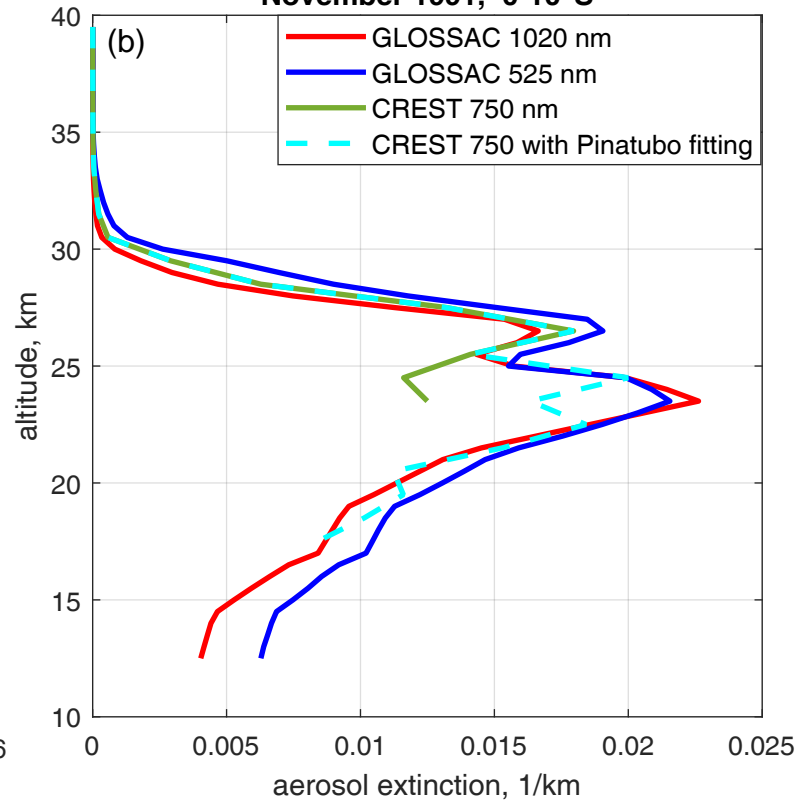 (b)
GLOSSAC 1020 nm
GLOSSAC 525 nm
CREST 750 nm
CREST 750 with Pinatubo fitting
40
35
30
25
20
15
10
altitude, km
6
0 0.005 0.01 0.015 0.02 0.025
aerosol extinction, 1/km